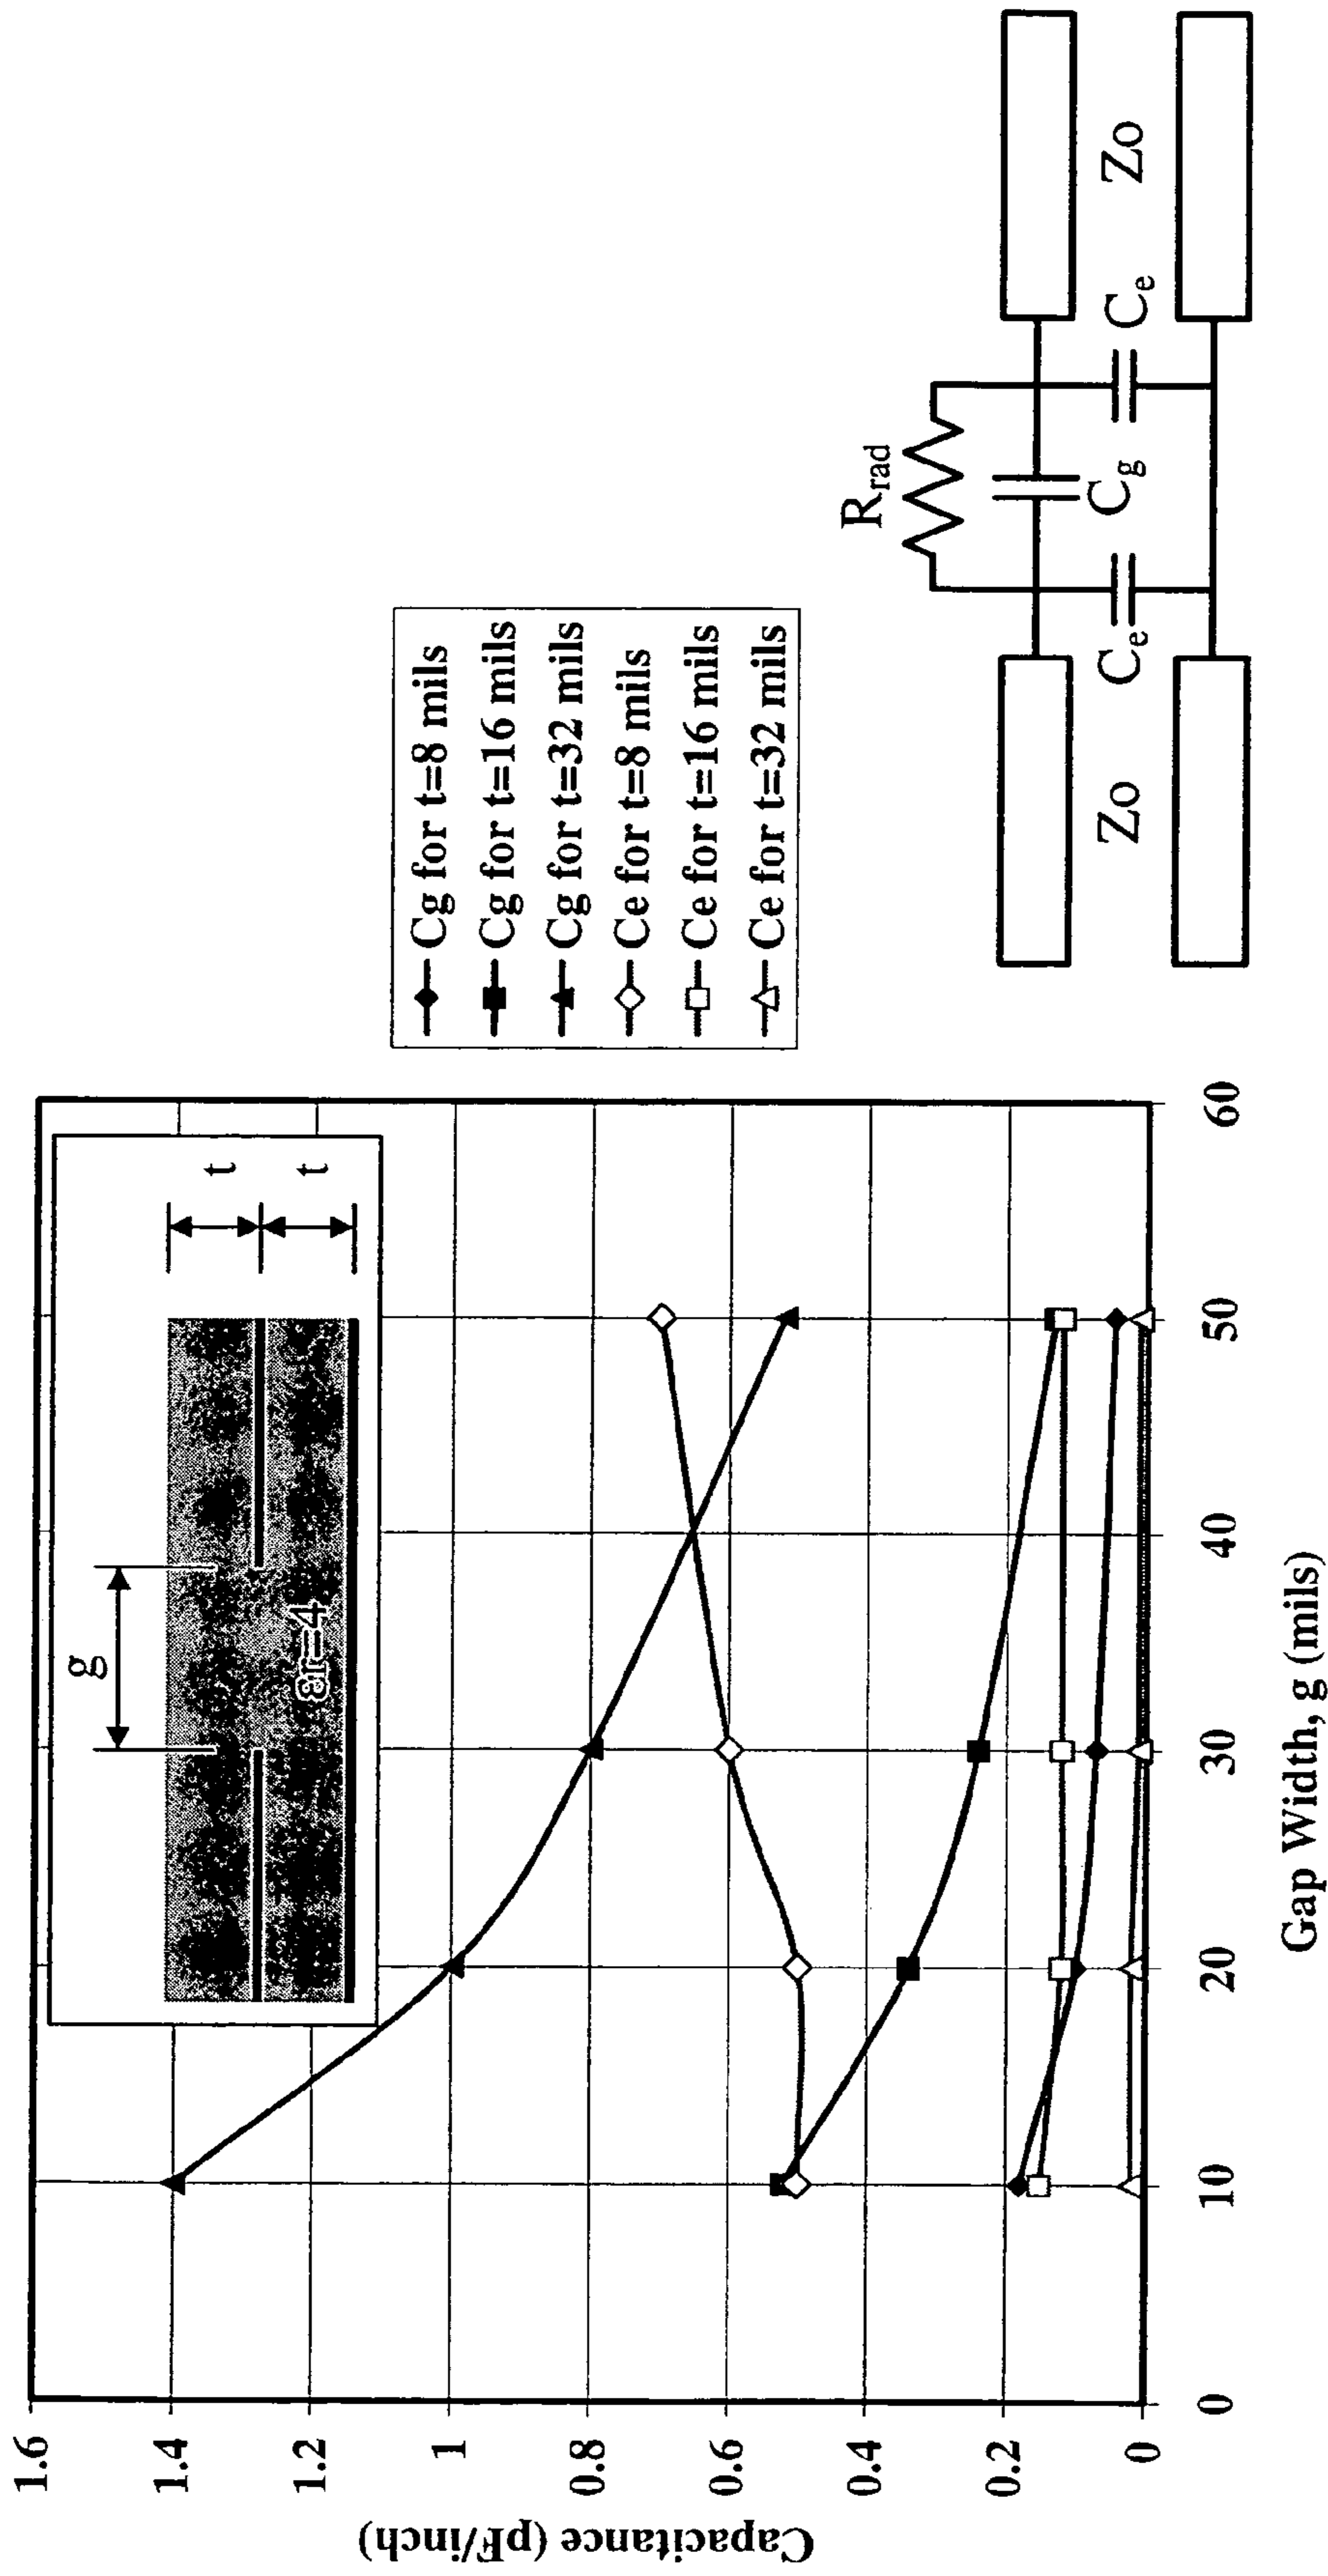 Capacitance (pF/inch)
1.6
1.4
1.2
1
0.8
0.6
0.4
0.2
0
0
10
20
30
40
50
60
Gap Width, g (mils)
g
εr=4
t
t
Cg for t=8 mils
Cg for t=16 mils
Cg for t=32 mils
Ce for t=8 mils
Ce for t=16 mils
Ce for t=32 mils
Rrad
Cg
Ce
Ce
Zo
Zo